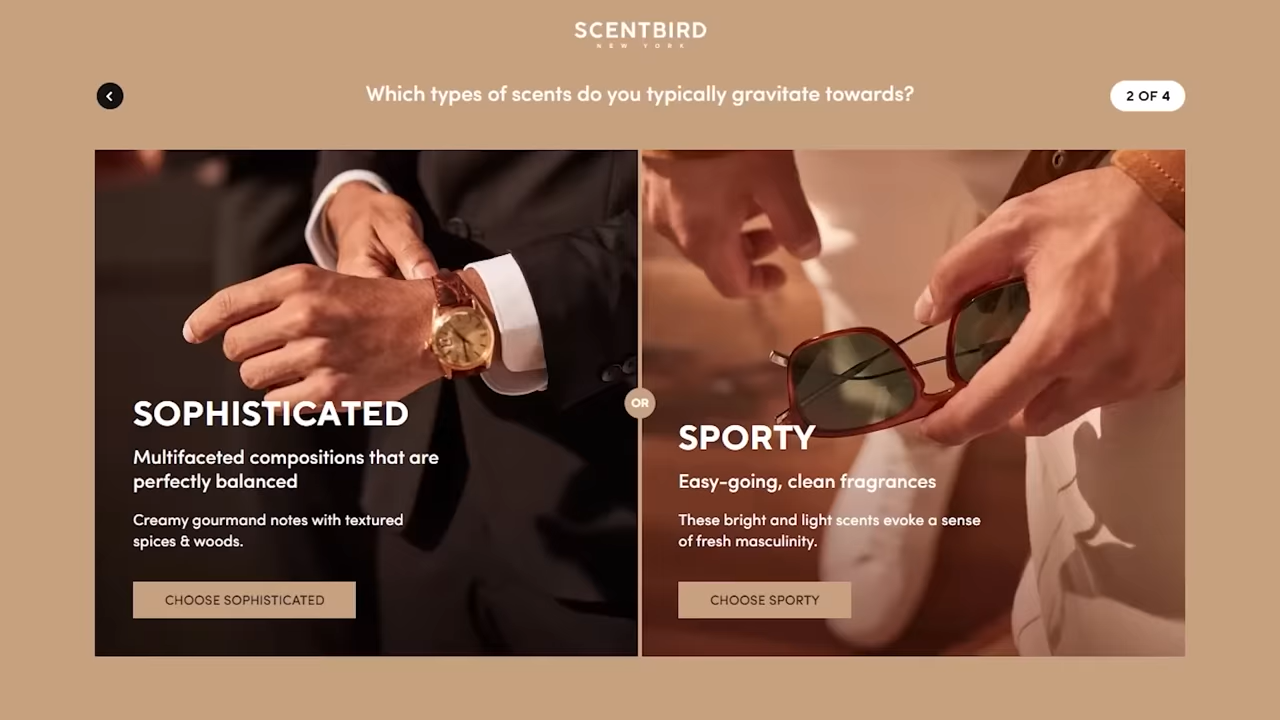 SCENTBIRD
NEW YORK
Which types of scents do you typically gravitate towards?
2 OF 4
SOPHISTICATED
Multifaceted compositions that are
perfectly balanced
Creamy gourmand notes with textured
spices & woods.
CHOOSE SOPHISTICATED
OR
SPORTY
Easy-going, clean fragrances
These bright and light scents evoke a sense
of fresh masculinity.
CHOOSE SPORTY